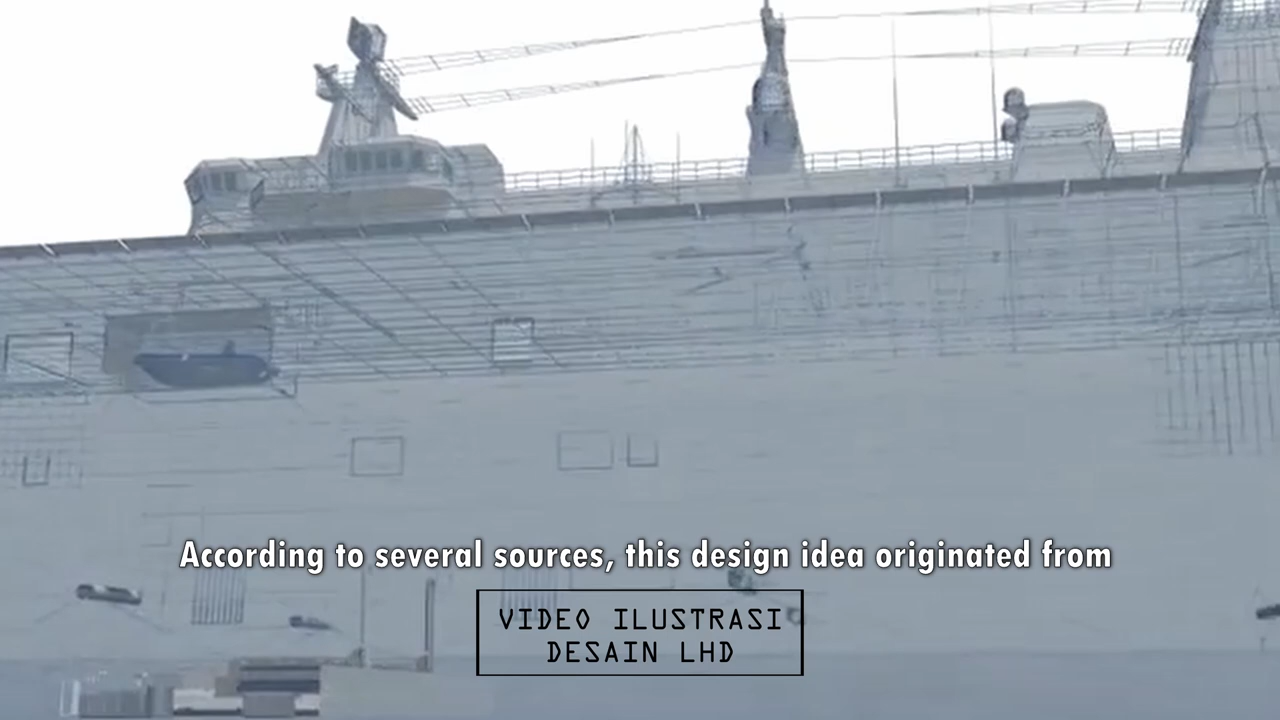 According to several sources, this design idea originated from
VIDEO ILUSTRASI
DESAIN LHD